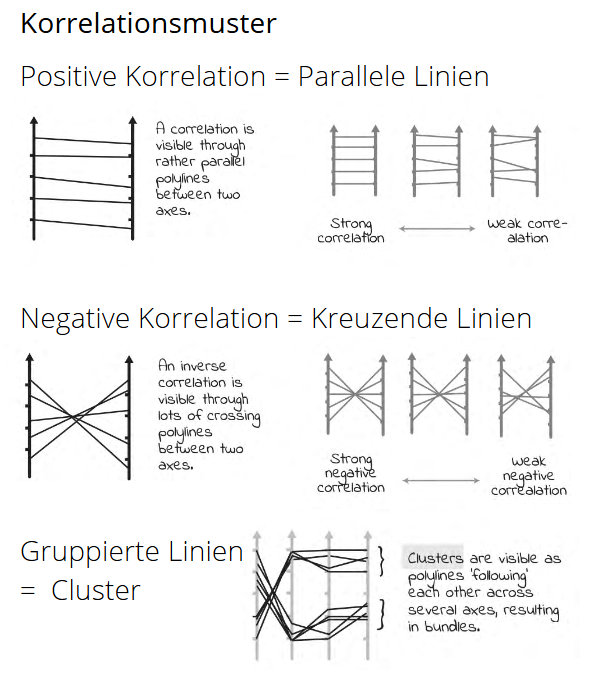 Korrelationsmuster
Positive Korrelation = Parallele Linien
A correlation is
visible through
rather parallel
polylines
between two
axes.
Strong
correlation
weak corre-
alation
Negative Korrelation = Kreuzende Linien
An inverse
correlation is
visible through
lots of crossing
polylines
between two
axes.
Strong
negative
correlation
weak
negative
correalation
Gruppierte Linien
= Cluster
Clusters are visible as
polylines 'following'
each other across
several axes, resulting
in bundles.